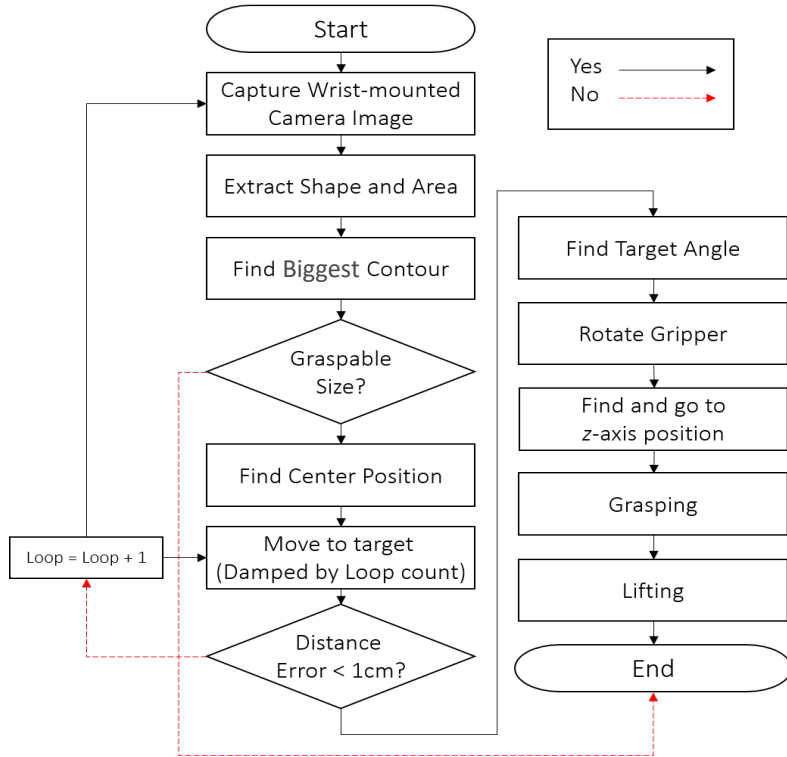 Start
Capture Wrist-mounted
Camera Image
Extract Shape and Area
Find Biggest Contour
Graspable
Size?
Find Center Position
Loop = Loop + 1
Move to target
(Damped by Loop count)
Distance
Error < 1cm?
Yes
No
Find Target Angle
Rotate Gripper
Find and go to
z-axis position
Grasping
Lifting
End